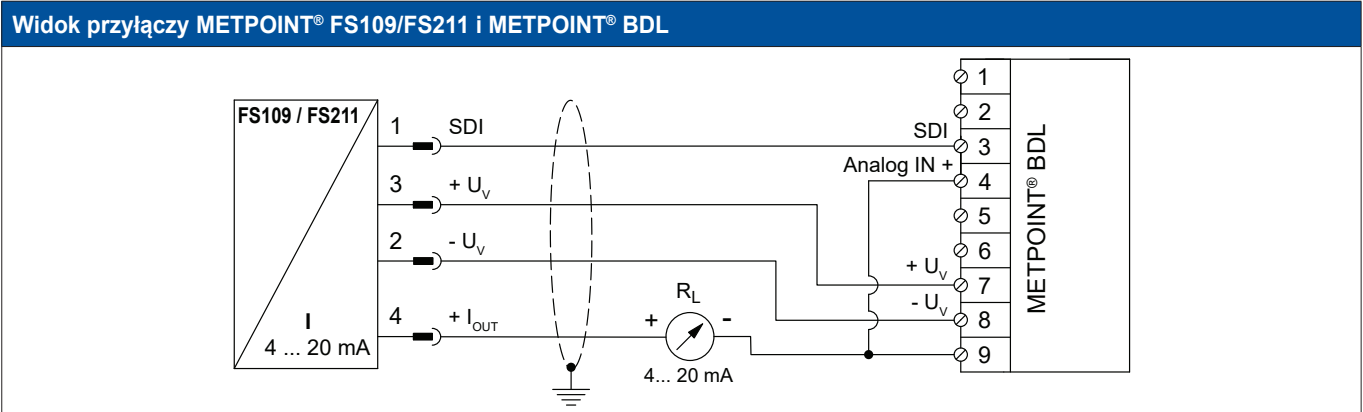 Widok przyłączy METPOINT® FS109/FS211 i METPOINT® BDL
FS109 / FS211
I
4 ... 20 mA
1
SDI
3
+ UV
2
- UV
4
+ IOUT
RL
+
-
4... 20 mA
SDI
Analog IN +
+ UV
- UV
1
2
3
4
5
6
7
8
9
METPOINT® BDL